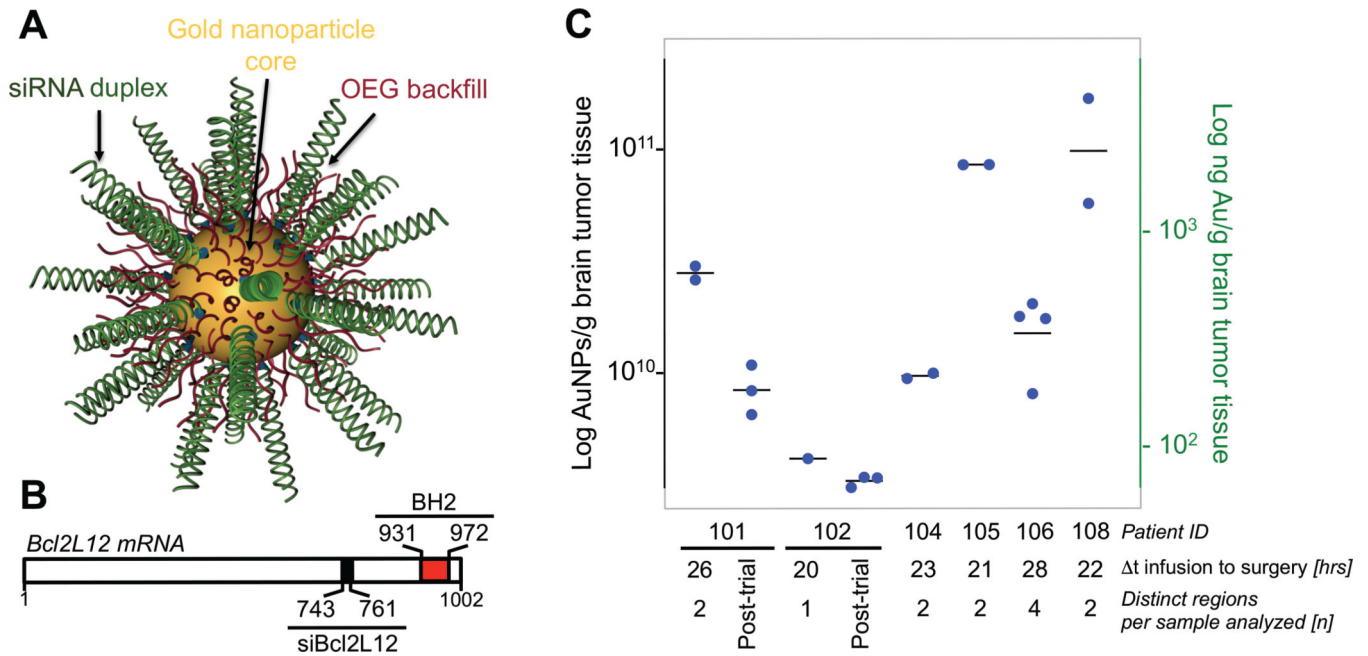 A
Gold nanoparticle
core
siRNA duplex
OEG backfill
B
BH2
931 972
Bcl2L12 mRNA
1
743 761
1002
siBcl2L12
C
Log AuNPs/g brain tumor tissue
10¹¹
10¹⁰
Log ng Au/g brain tumor tissue
10³
10²
101 102 104 105 106 108 Patient ID
26 Post-trial 20 Post-trial 23 21 28 22 Δt infusion to surgery [hrs]
2 1 2 2 4 2 Distinct regions
per sample analyzed [n]